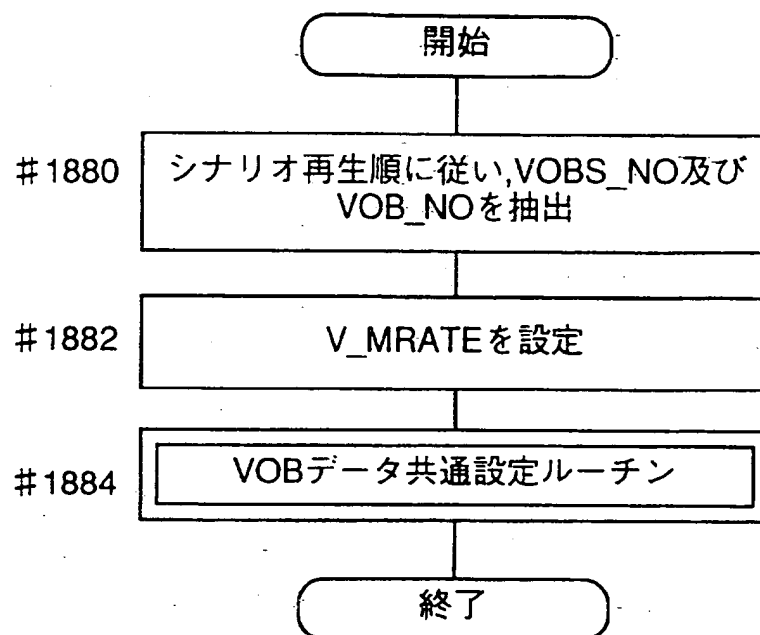 開始
#1880
シナリオ再生順に従い,VOBS_NO及び
VOB_NOを抽出
#1882
V_MRATEを設定
#1884
VOBデータ共通設定ルーチン
終了